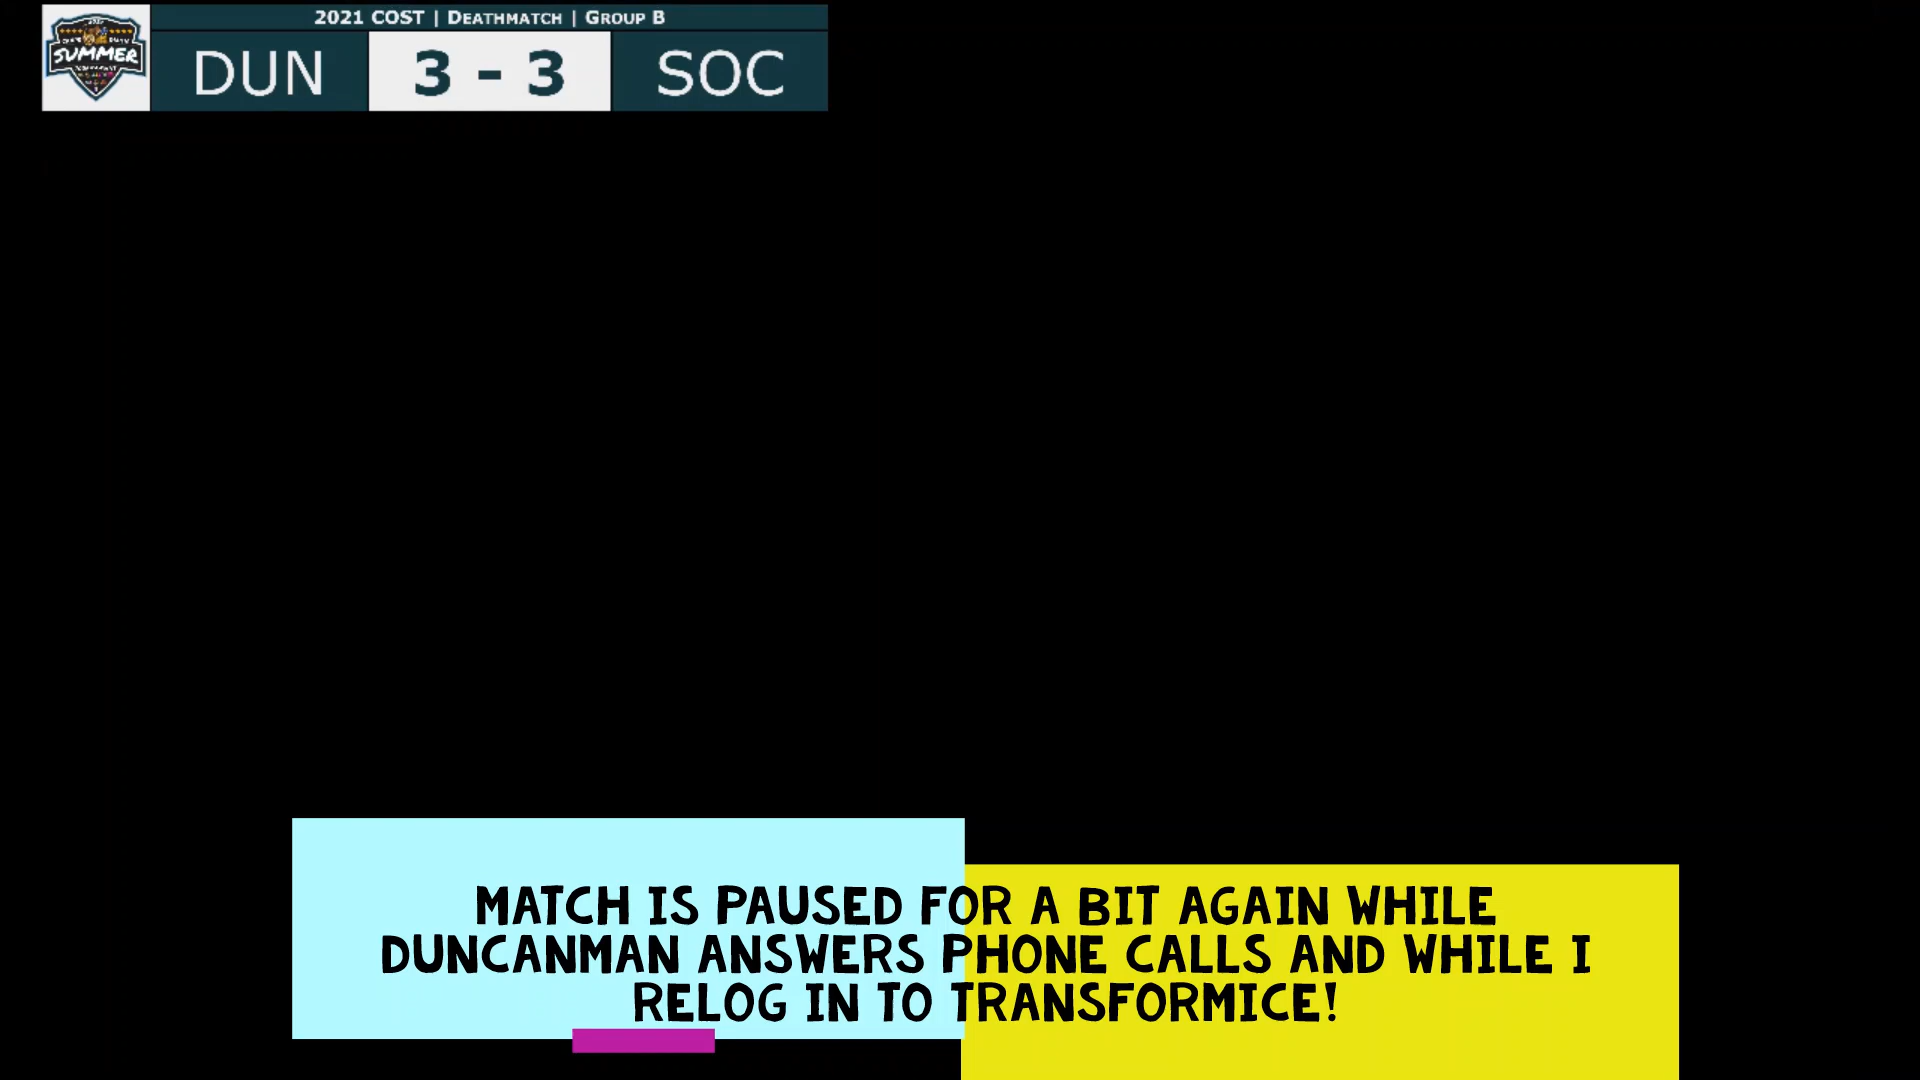 2021 COST | DEATHMATCH | GROUP B
SUMMER
DUN 3 - 3 SOC
MATCH IS PAUSED FOR A BIT AGAIN WHILE
DUNCANMAN ANSWERS PHONE CALLS AND WHILE I
RELOG IN TO TRANSFORMICE!